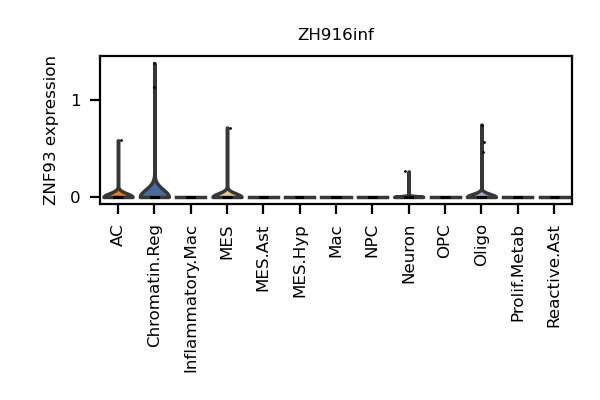 ZH916inf
ZNF93 expression
1
0
AC
Chromatin.Reg
Inflammatory.Mac
MES
MES.Ast
MES.Hyp
Mac
NPC
Neuron
OPC
Oligo
Prolif.Metab
Reactive.Ast